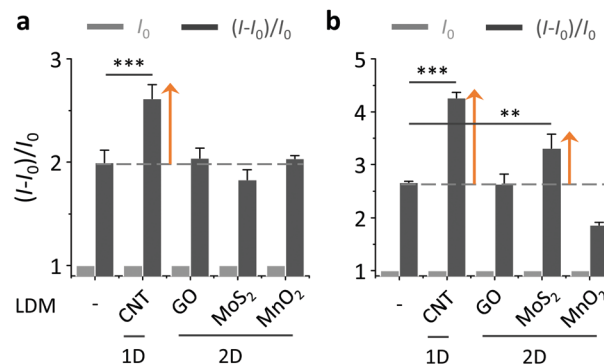 a
I₀ (I-I₀)/I₀
(I-I₀)/I₀
3
2
1
***
LDM
- CNT GO MoS₂ MnO₂
1D 2D
b
I₀ (I-I₀)/I₀
5
4
3
2
1
***
**
- CNT GO MoS₂ MnO₂
1D 2D